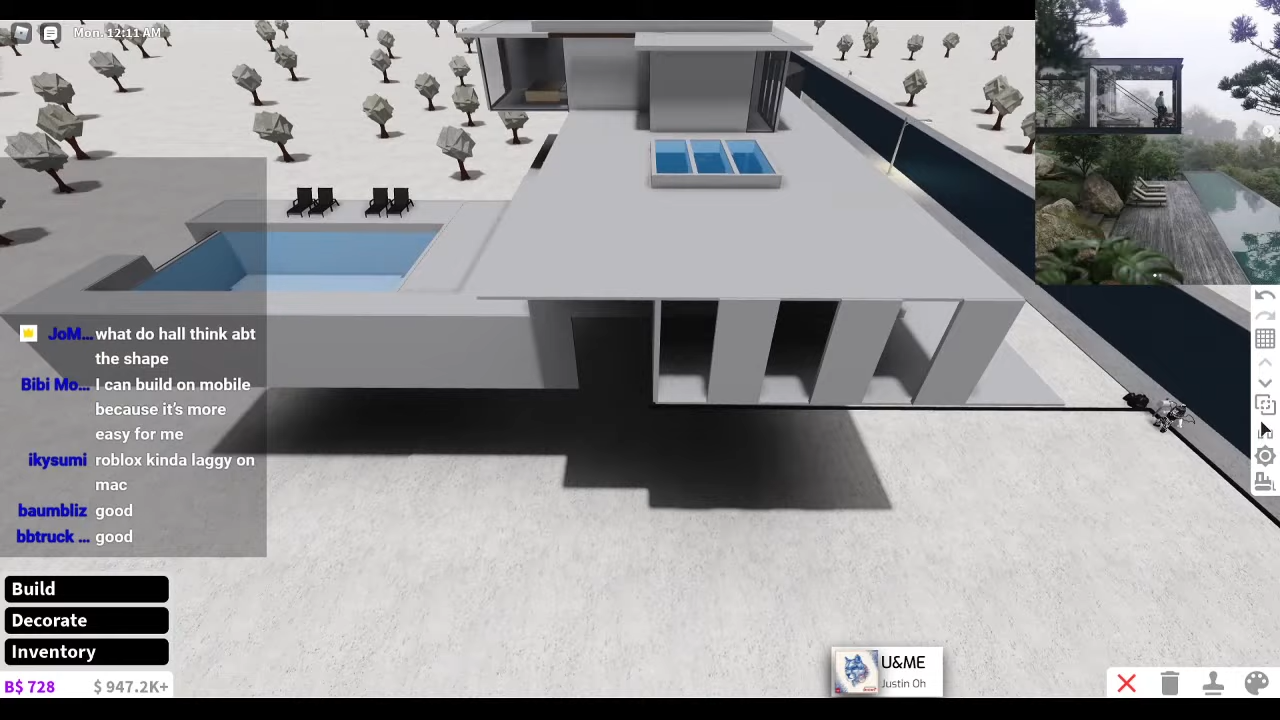 Mon. 12:11 AM
JoM... what do hall think abt
the shape
Bibi Mo... I can build on mobile
because it's more
easy for me
ikysumi roblox kinda laggy on
mac
baumbliz good
bbtruck ... good
Build
Decorate
Inventory
B$ 728 $ 947.2K+
U&ME
Justin Oh